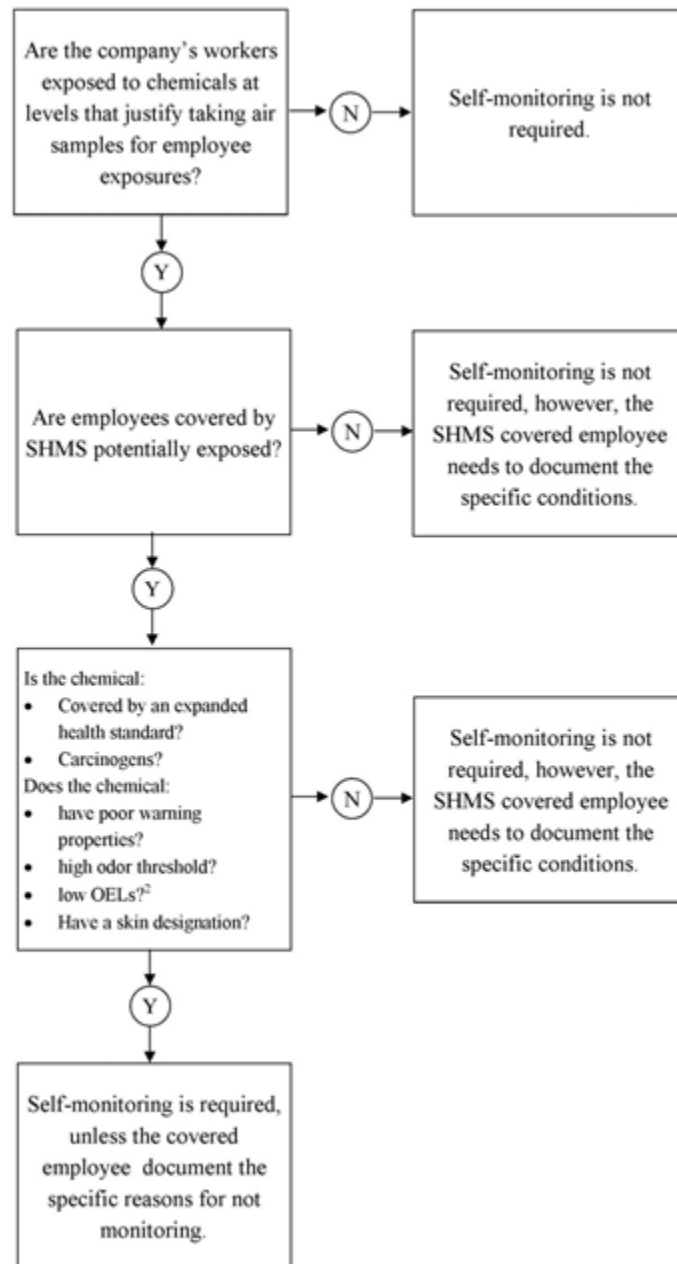 Are the company's workers
exposed to chemicals at
levels that justify taking air
samples for employee
exposures?
N
Self-monitoring is not
required.
Y
Are employees covered by
SHMS potentially exposed?
N
Self-monitoring is not
required, however, the
SHMS covered employee
needs to document the
specific conditions.
Y
Is the chemical:
• Covered by an expanded
health standard?
• Carcinogens?
Does the chemical:
• have poor warning
properties?
• high odor threshold?
• low OELs?²
• Have a skin designation?
N
Self-monitoring is not
required, however, the
SHMS covered employee
needs to document the
specific conditions.
Y
Self-monitoring is required,
unless the covered
employee document the
specific reasons for not
monitoring.